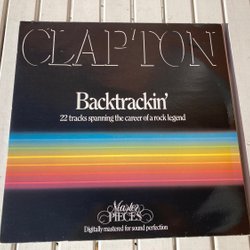 CLAPTON
Backtrackin'
22 tracks spanning the career of a rock legend
Master
PIECES
Digitally mastered for sound perfection